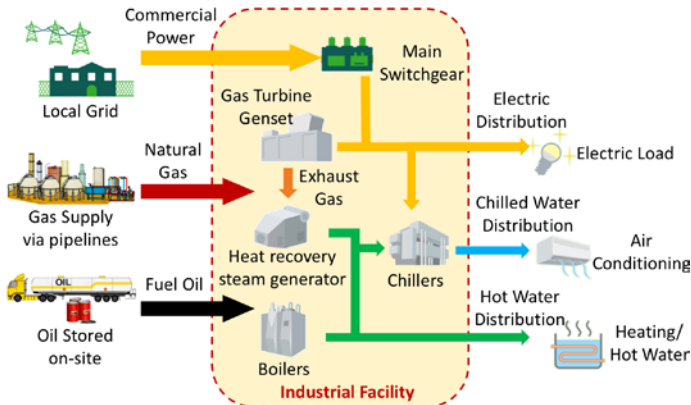 Commercial
Power
Local Grid
Main
Switchgear
Gas Turbine
Genset
Electric
Distribution
Electric Load
Natural
Gas
Gas Supply
via pipelines
Exhaust
Gas
Heat recovery
steam generator
Chillers
Chilled Water
Distribution
Air
Conditioning
Fuel Oil
OIL
Oil Stored
on-site
Boilers
Hot Water
Distribution
Heating/
Hot Water
Industrial Facility